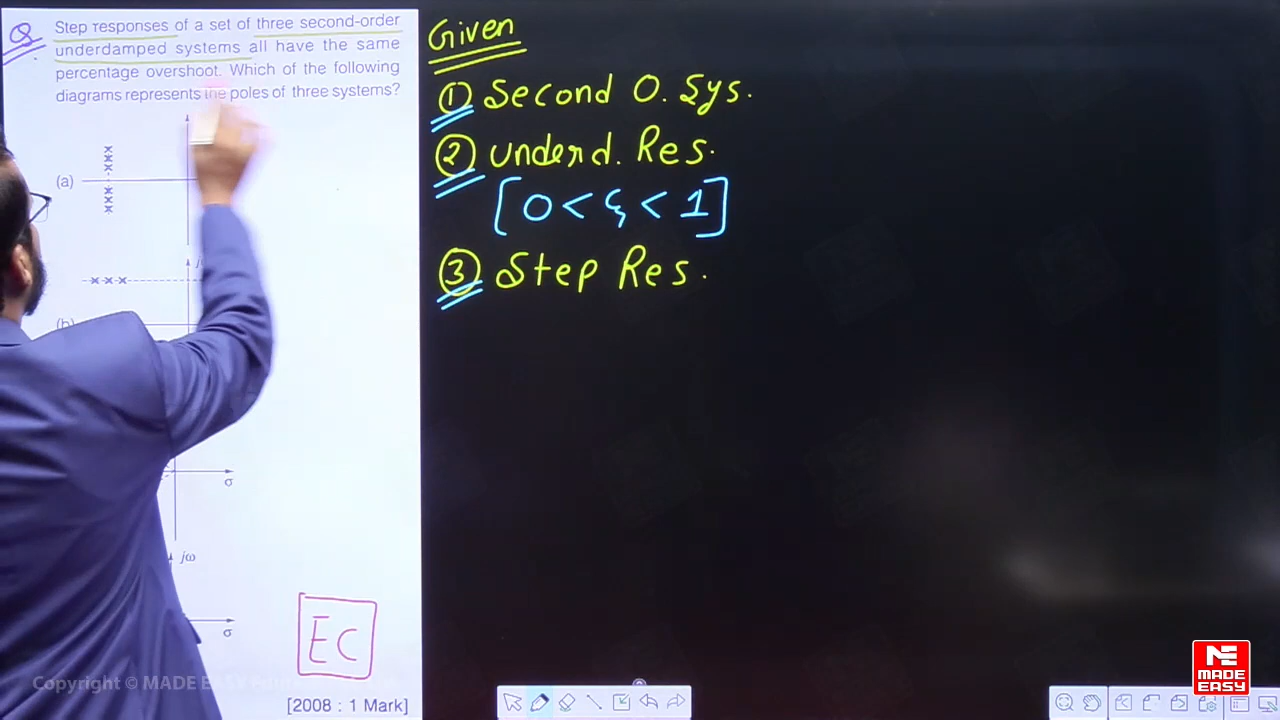 Q
Step responses of a set of three second-order
underdamped systems all have the same
percentage overshoot. Which of the following
diagrams represents the poles of three systems?
(a)
(b)
σ
jω
σ
EC
[2008 : 1 Mark]
Given
① Second O. Sys.
② Underd. Res.
[0 < ξ < 1]
③ Step Res.
Copyright © MADE
ME
MADE
EASY